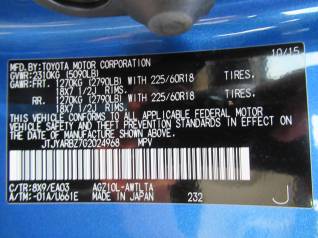 10/15
MFD. BY: TOYOTA MOTOR CORPORATION
GVWR: 2310KG (5090LB)
GAWR: FRT. 1270KG (2790LB) WITH 225/60R18 TIRES.
18X7 1/2J RIMS.
RR. 1270KG (2790LB) WITH 225/60R18 TIRES.
18X7 1/2J RIMS.
THIS VEHICLE CONFORMS TO ALL APPLICABLE FEDERAL MOTOR
VEHICLE SAFETY AND THEFT PREVENTION STANDARDS IN EFFECT ON
THE DATE OF MANUFACTURE SHOWN ABOVE.
JTJYARBZ7G2024968 MPV
C/TR: 8X9/EA03 AGZ10L-AWTLTA
A/TM: -01A/U661E MADE IN JAPAN 232
J